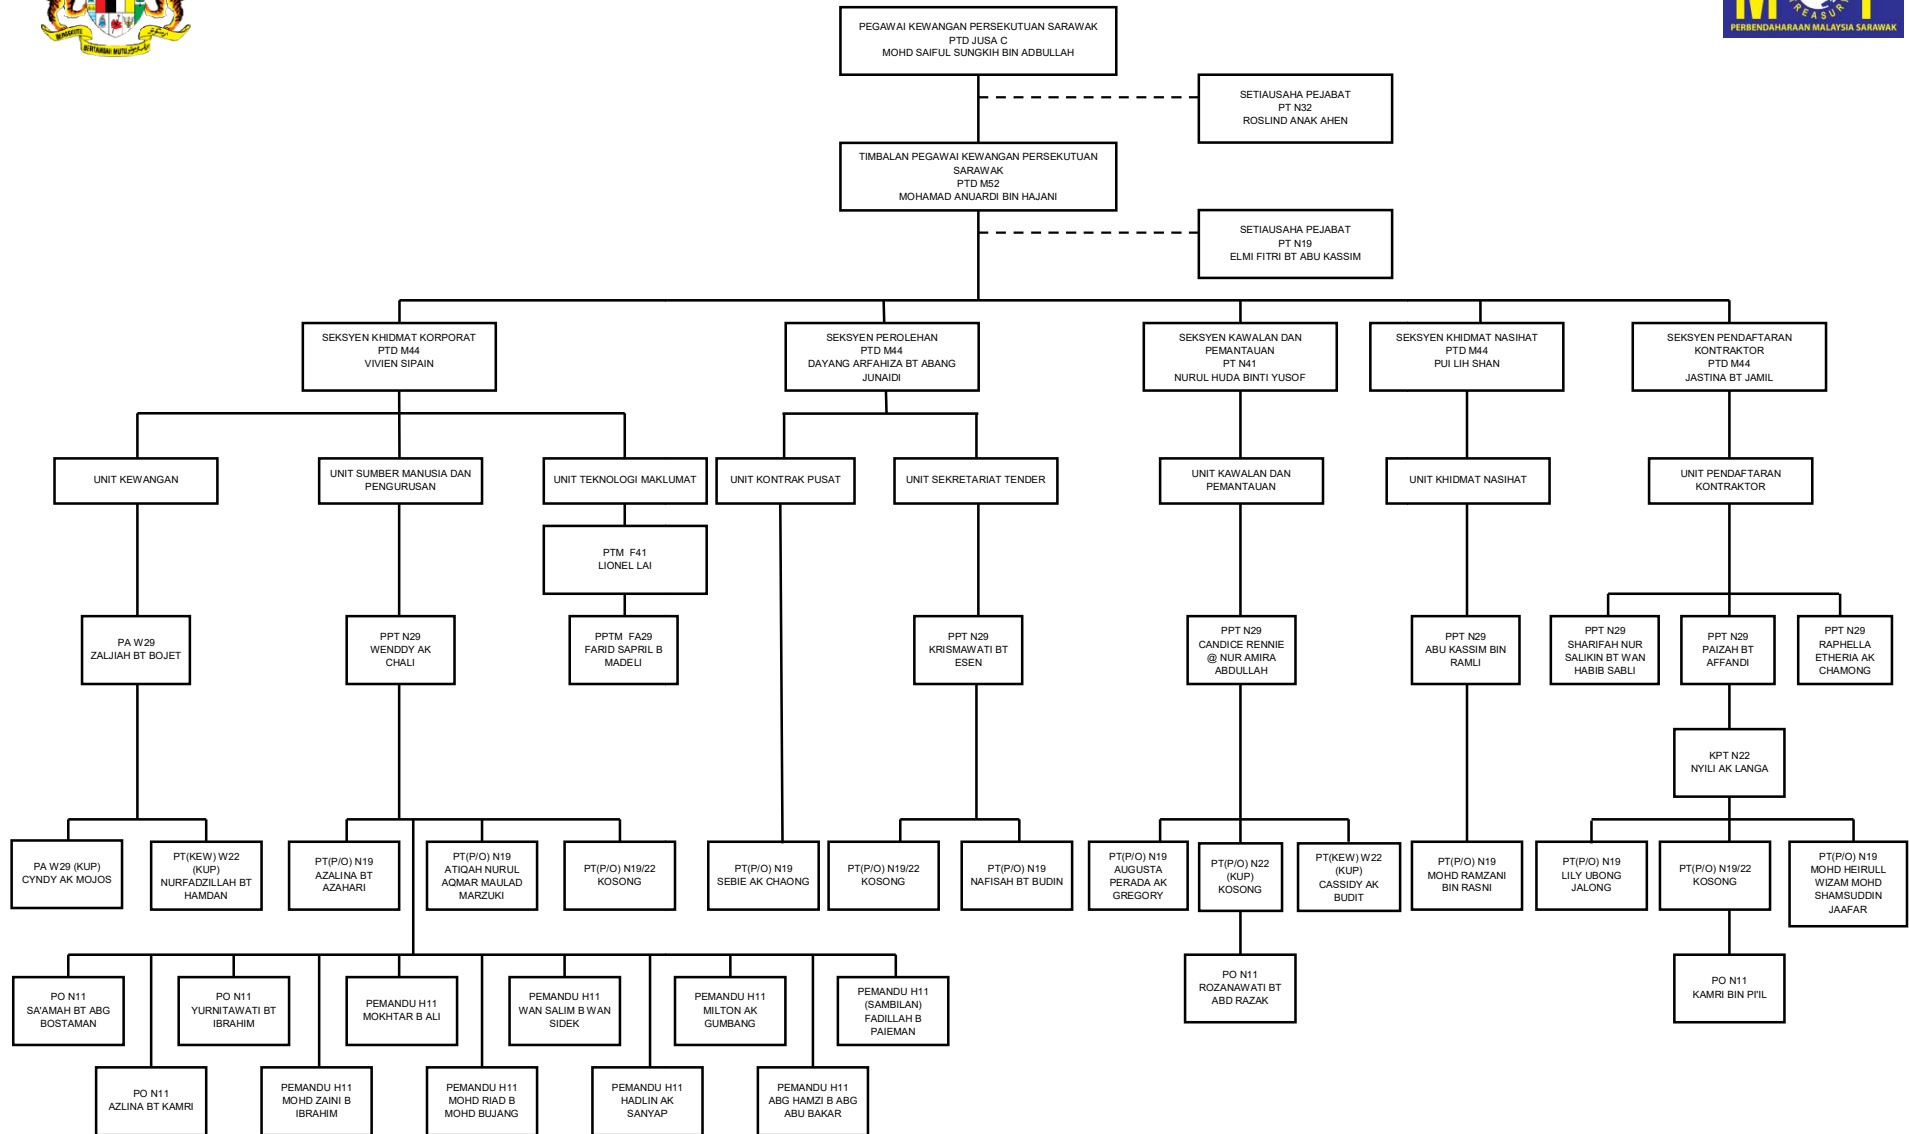 BERTAMBAH MUTU
TREASURY
PERBENDAHARAAN MALAYSIA SARAWAK
PEGAWAI KEWANGAN PERSEKUTUAN SARAWAK
PTD JUSA C
MOHD SAIFUL SUNGKIH BIN ADBULLAH
SETIAUSAHA PEJABAT
PT N32
ROSLIND ANAK AHEN
TIMBALAN PEGAWAI KEWANGAN PERSEKUTUAN
SARAWAK
PTD M52
MOHAMAD ANUARDI BIN HAJANI
SETIAUSAHA PEJABAT
PT N19
ELMI FITRI BT ABU KASSIM
SEKSYEN KHIDMAT KORPORAT
PTD M44
VIVIEN SIPAIN
SEKSYEN PEROLEHAN
PTD M44
DAYANG ARFAHIZA BT ABANG
JUNAIDI
SEKSYEN KAWALAN DAN
PEMANTAUAN
PT N41
NURUL HUDA BINTI YUSOF
SEKSYEN KHIDMAT NASIHAT
PTD M44
PUI LIH SHAN
SEKSYEN PENDAFTARAN
KONTRAKTOR
PTD M44
JASTINA BT JAMIL
UNIT KEWANGAN
UNIT SUMBER MANUSIA DAN
PENGURUSAN
UNIT TEKNOLOGI MAKLUMAT
UNIT KONTRAK PUSAT
UNIT SEKRETARIAT TENDER
UNIT KAWALAN DAN
PEMANTAUAN
UNIT KHIDMAT NASIHAT
UNIT PENDAFTARAN
KONTRAKTOR
PTM F41
LIONEL LAI
PA W29
ZALJIAH BT BOJET
PPT N29
WENDDY AK
CHALI
PPTM FA29
FARID SAPRIL B
MADELI
PPT N29
KRISMAWATI BT
ESEN
PPT N29
CANDICE RENNIE
@ NUR AMIRA
ABDULLAH
PPT N29
ABU KASSIM BIN
RAMLI
PPT N29
SHARIFAH NUR
SALIKIN BT WAN
HABIB SABLI
PPT N29
PAIZAH BT
AFFANDI
PPT N29
RAPHELLA
ETHERIA AK
CHAMONG
KPT N22
NYILI AK LANGA
PA W29 (KUP)
CYNDY AK MOJOS
PT(KEW) W22
(KUP)
NURFADZILLAH BT
HAMDAN
PT(P/O) N19
AZALINA BT
AZAHARI
PT(P/O) N19
ATIQAH NURUL
AQMAR MAULAD
MARZUKI
PT(P/O) N19/22
KOSONG
PT(P/O) N19
SEBIE AK CHAONG
PT(P/O) N19/22
KOSONG
PT(P/O) N19
NAFISAH BT BUDIN
PT(P/O) N19
AUGUSTA
PERADA AK
GREGORY
PT(P/O) N22
(KUP)
KOSONG
PT(KEW) W22
(KUP)
CASSIDY AK
BUDIT
PT(P/O) N19
MOHD RAMZANI
BIN RASNI
PT(P/O) N19
LILY UBONG
JALONG
PT(P/O) N19/22
KOSONG
PT(P/O) N19
MOHD HEIRULL
WIZAM MOHD
SHAMSUDDIN
JAAFAR
PO N11
SA'AMAH BT ABG
BOSTAMAN
PO N11
YURNITAWATI BT
IBRAHIM
PEMANDU H11
MOKHTAR B ALI
PEMANDU H11
WAN SALIM B WAN
SIDEK
PEMANDU H11
MILTON AK
GUMBANG
PEMANDU H11
(SAMBILAN)
FADILLAH B
PAIEMAN
PO N11
ROZANAWATI BT
ABD RAZAK
PO N11
KAMRI BIN PI'IL
PO N11
AZLINA BT KAMRI
PEMANDU H11
MOHD ZAINI B
IBRAHIM
PEMANDU H11
MOHD RIAD B
MOHD BUJANG
PEMANDU H11
HADLIN AK
SANYAP
PEMANDU H11
ABG HAMZI B ABG
ABU BAKAR